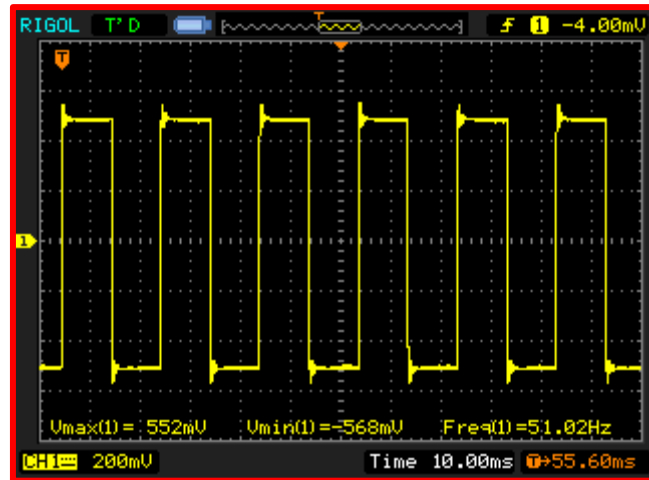 RIGOL T'D T f 1 -4.00mV
T
1
Vmax(1)= 552mV Vmin(1)=-568mV Freq(1)=51.02Hz
CH1 200mV Time 10.00ms T→55.60ms